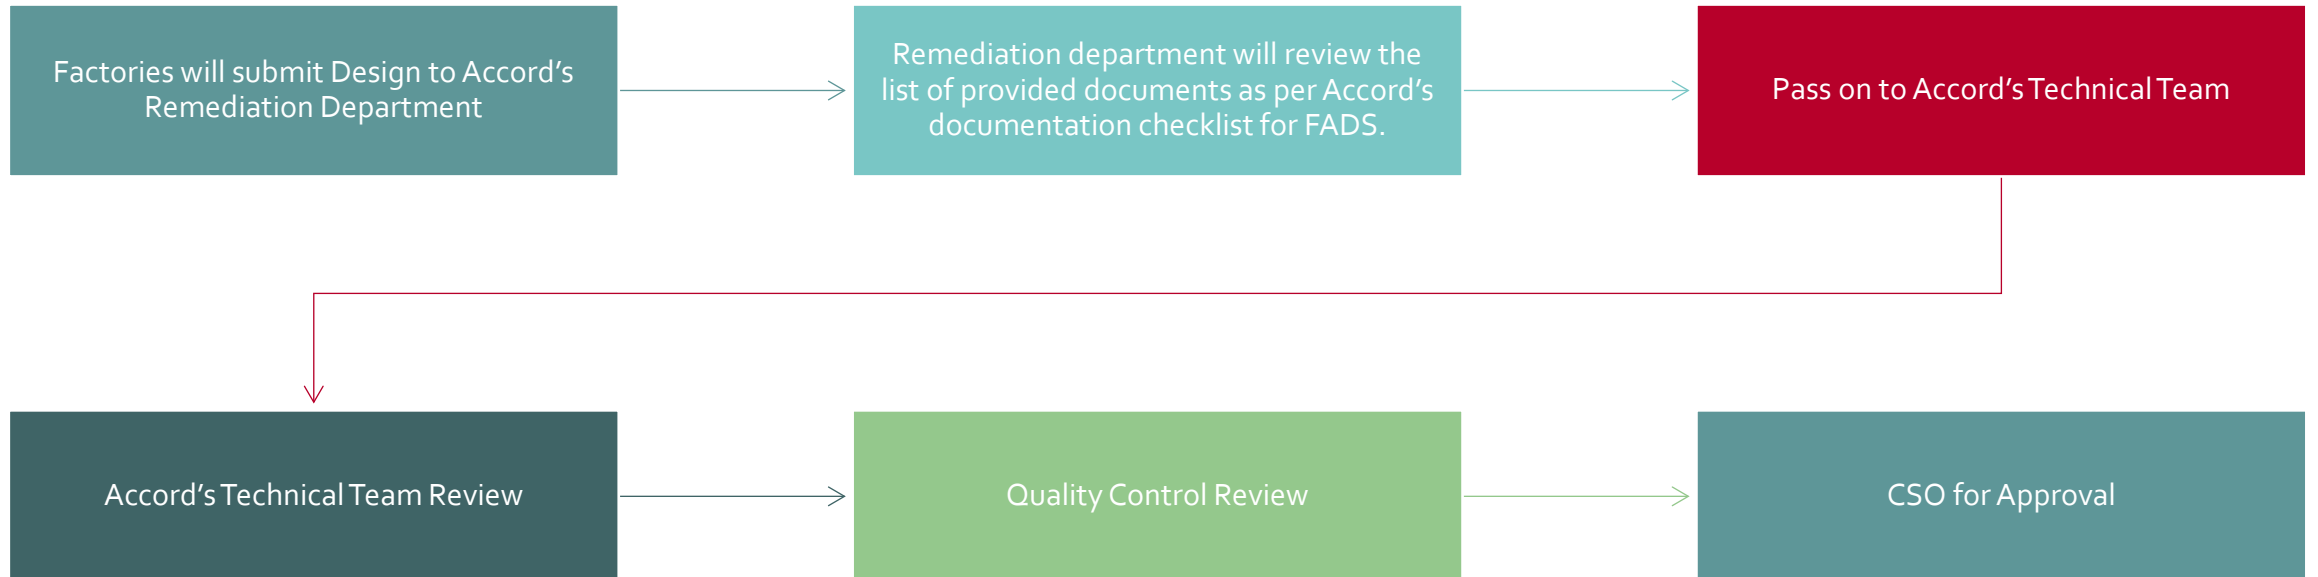 Factories will submit Design to Accord's
Remediation Department
Remediation department will review the
list of provided documents as per Accord's
documentation checklist for FADS.
Pass on to Accord's Technical Team
Accord's Technical Team Review
Quality Control Review
CSO for Approval